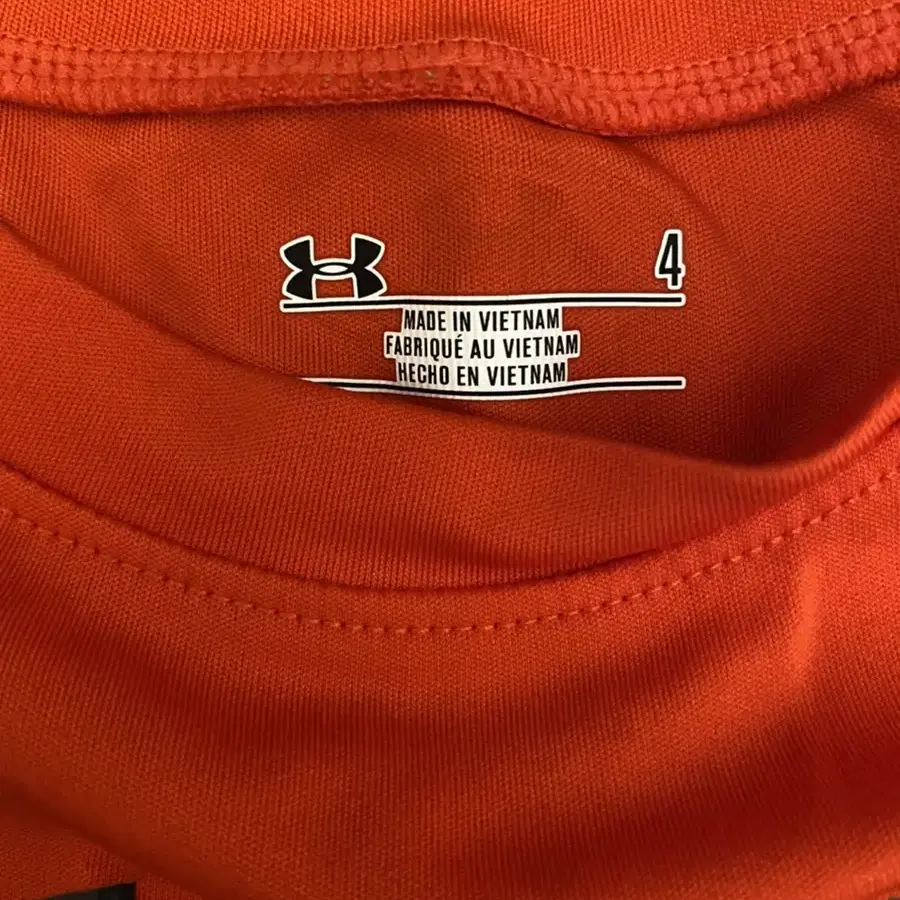 4
MADE IN VIETNAM
FABRIQUÉ AU VIETNAM
HECHO EN VIETNAM